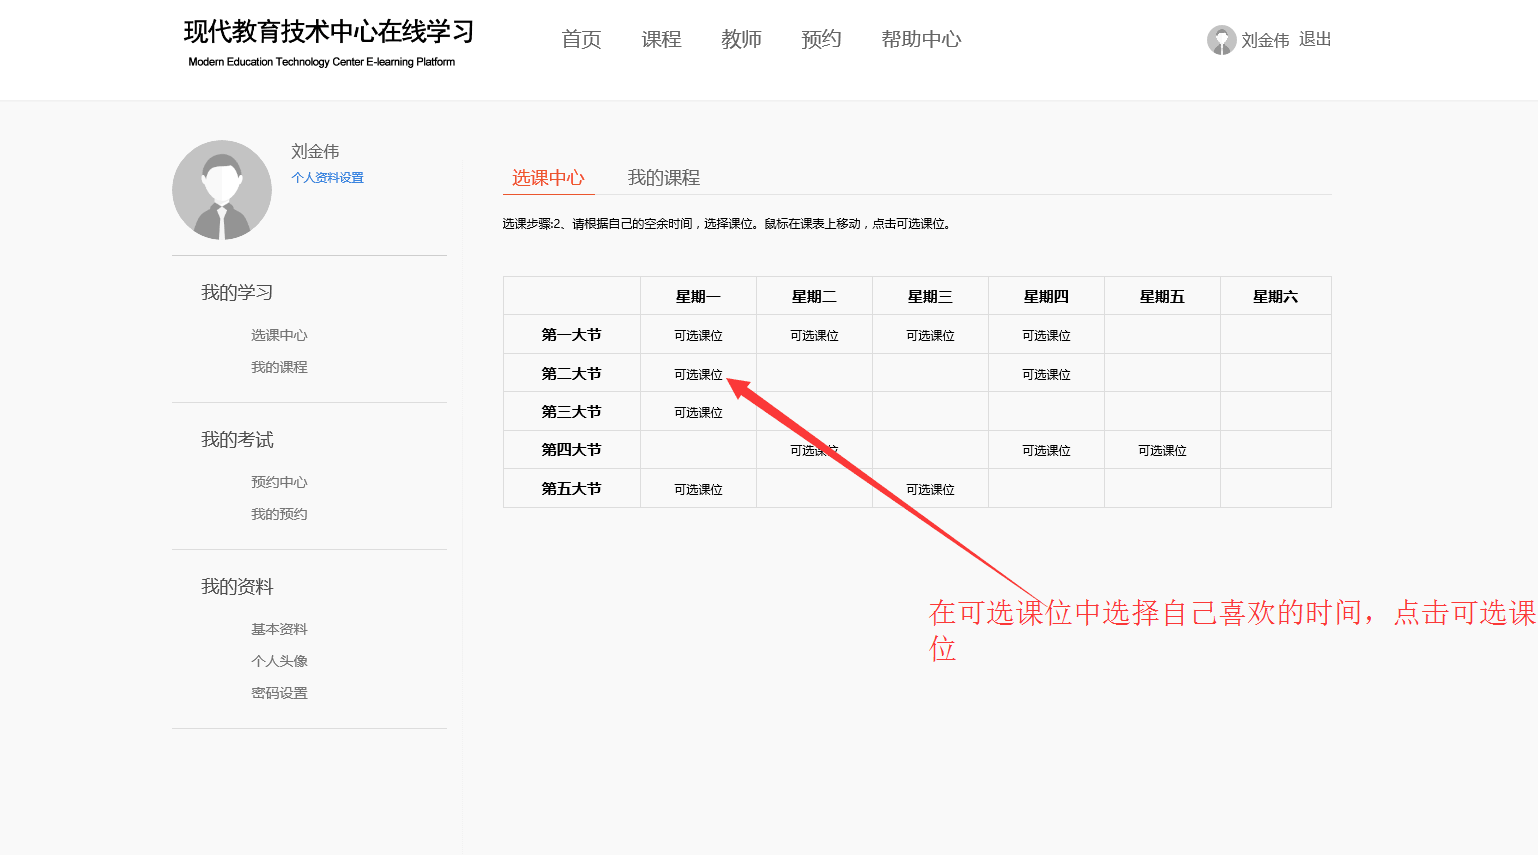 现代教育技术中心在线学习
Modern Education Technology Center E-learning Platform
首页 课程 教师 预约 帮助中心
刘金伟 退出
刘金伟
个人资料设置
我的学习
选课中心
我的课程
我的考试
预约中心
我的预约
我的资料
基本资料
个人头像
密码设置
选课中心 我的课程
选课步骤:2、请根据自己的空余时间，选择课位。鼠标在课表上移动，点击可选课位。
星期一 星期二 星期三 星期四 星期五 星期六
第一大节 可选课位 可选课位 可选课位 可选课位
第二大节 可选课位 可选课位
第三大节 可选课位
第四大节 可选课位 可选课位 可选课位
第五大节 可选课位 可选课位
在可选课位中选择自己喜欢的时间，点击可选课
位